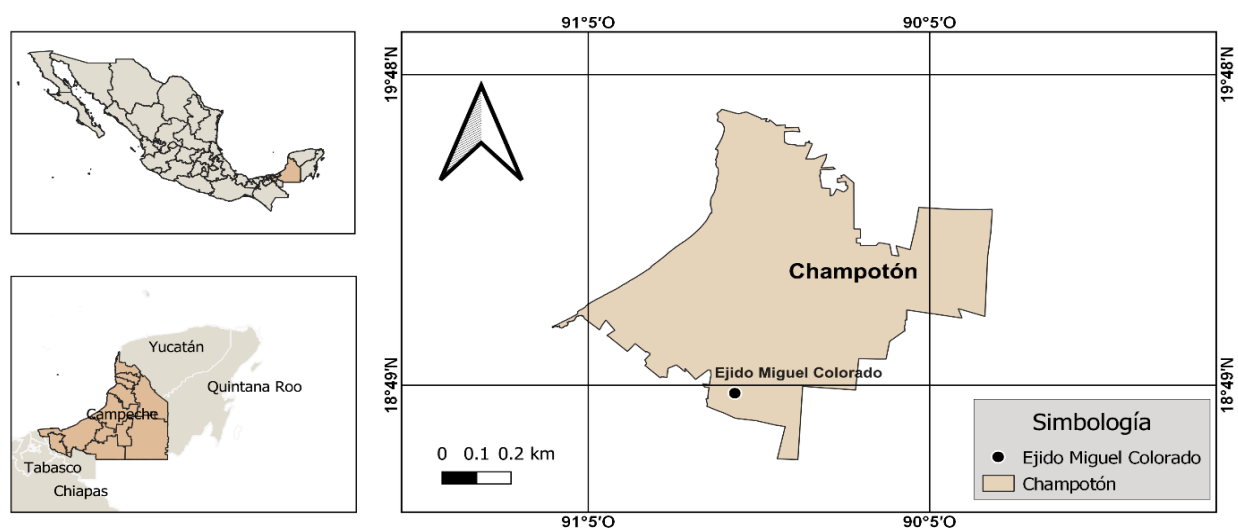 91°5'O 90°5'O
19°48'N 19°48'N
Champotón
Ejido Miguel Colorado
18°49'N 18°49'N
0 0.1 0.2 km
Simbología
Ejido Miguel Colorado
Champotón
91°5'O 90°5'O
Yucatán
Quintana Roo
Campeche
Tabasco
Chiapas